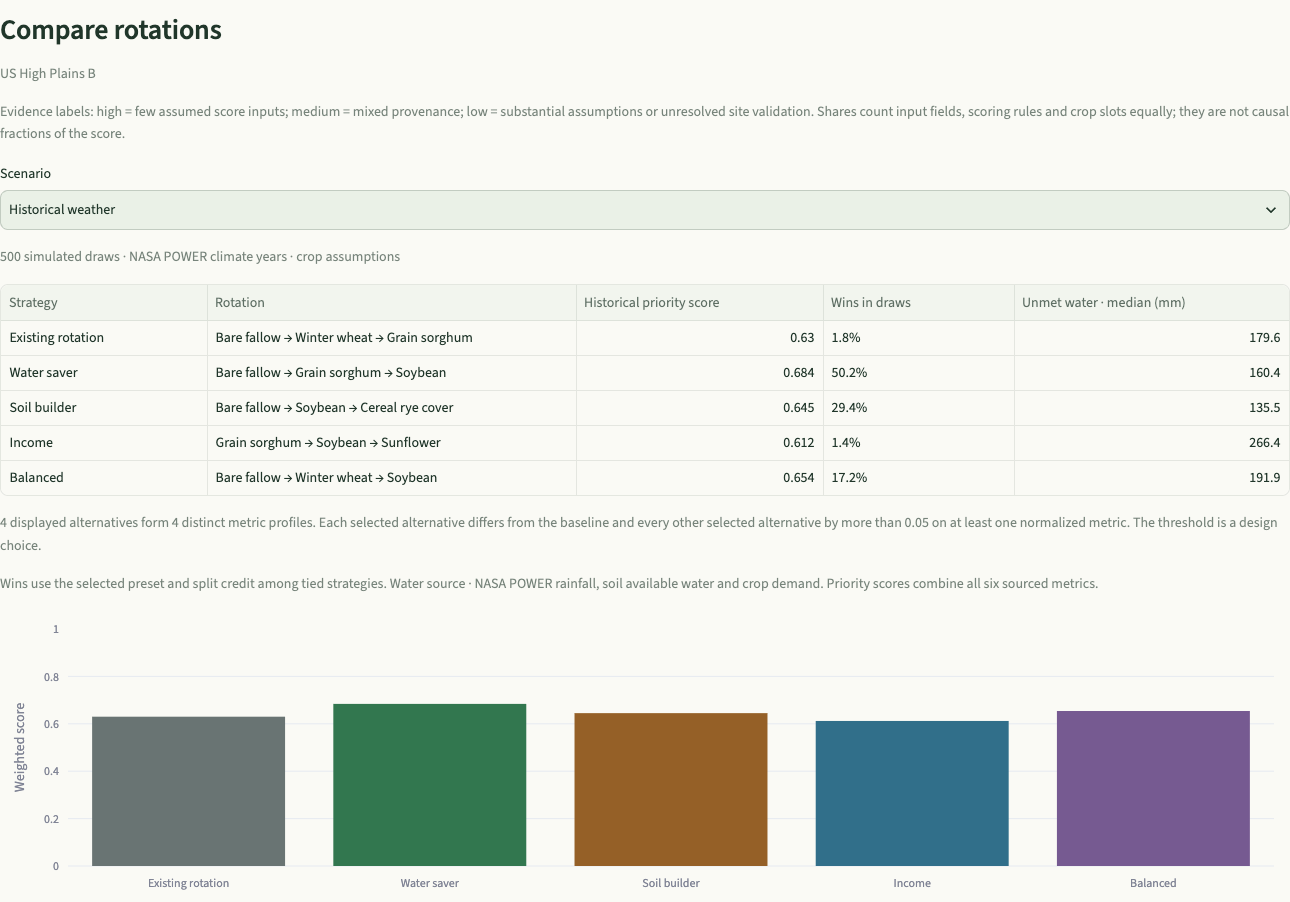 Compare rotations
US High Plains B
Evidence labels: high = few assumed score inputs; medium = mixed provenance; low = substantial assumptions or unresolved site validation. Shares count input fields, scoring rules and crop slots equally; they are not causal
fractions of the score.
Scenario
Historical weather
500 simulated draws · NASA POWER climate years · crop assumptions
Strategy Rotation Historical priority score Wins in draws Unmet water · median (mm)
Existing rotation Bare fallow → Winter wheat → Grain sorghum 0.63 1.8% 179.6
Water saver Bare fallow → Grain sorghum → Soybean 0.684 50.2% 160.4
Soil builder Bare fallow → Soybean → Cereal rye cover 0.645 29.4% 135.5
Income Grain sorghum → Soybean → Sunflower 0.612 1.4% 266.4
Balanced Bare fallow → Winter wheat → Soybean 0.654 17.2% 191.9
4 displayed alternatives form 4 distinct metric profiles. Each selected alternative differs from the baseline and every other selected alternative by more than 0.05 on at least one normalized metric. The threshold is a design
choice.
Wins use the selected preset and split credit among tied strategies. Water source · NASA POWER rainfall, soil available water and crop demand. Priority scores combine all six sourced metrics.
1
0.8
0.6
0.4
0.2
0
Weighted score
Existing rotation Water saver Soil builder Income Balanced